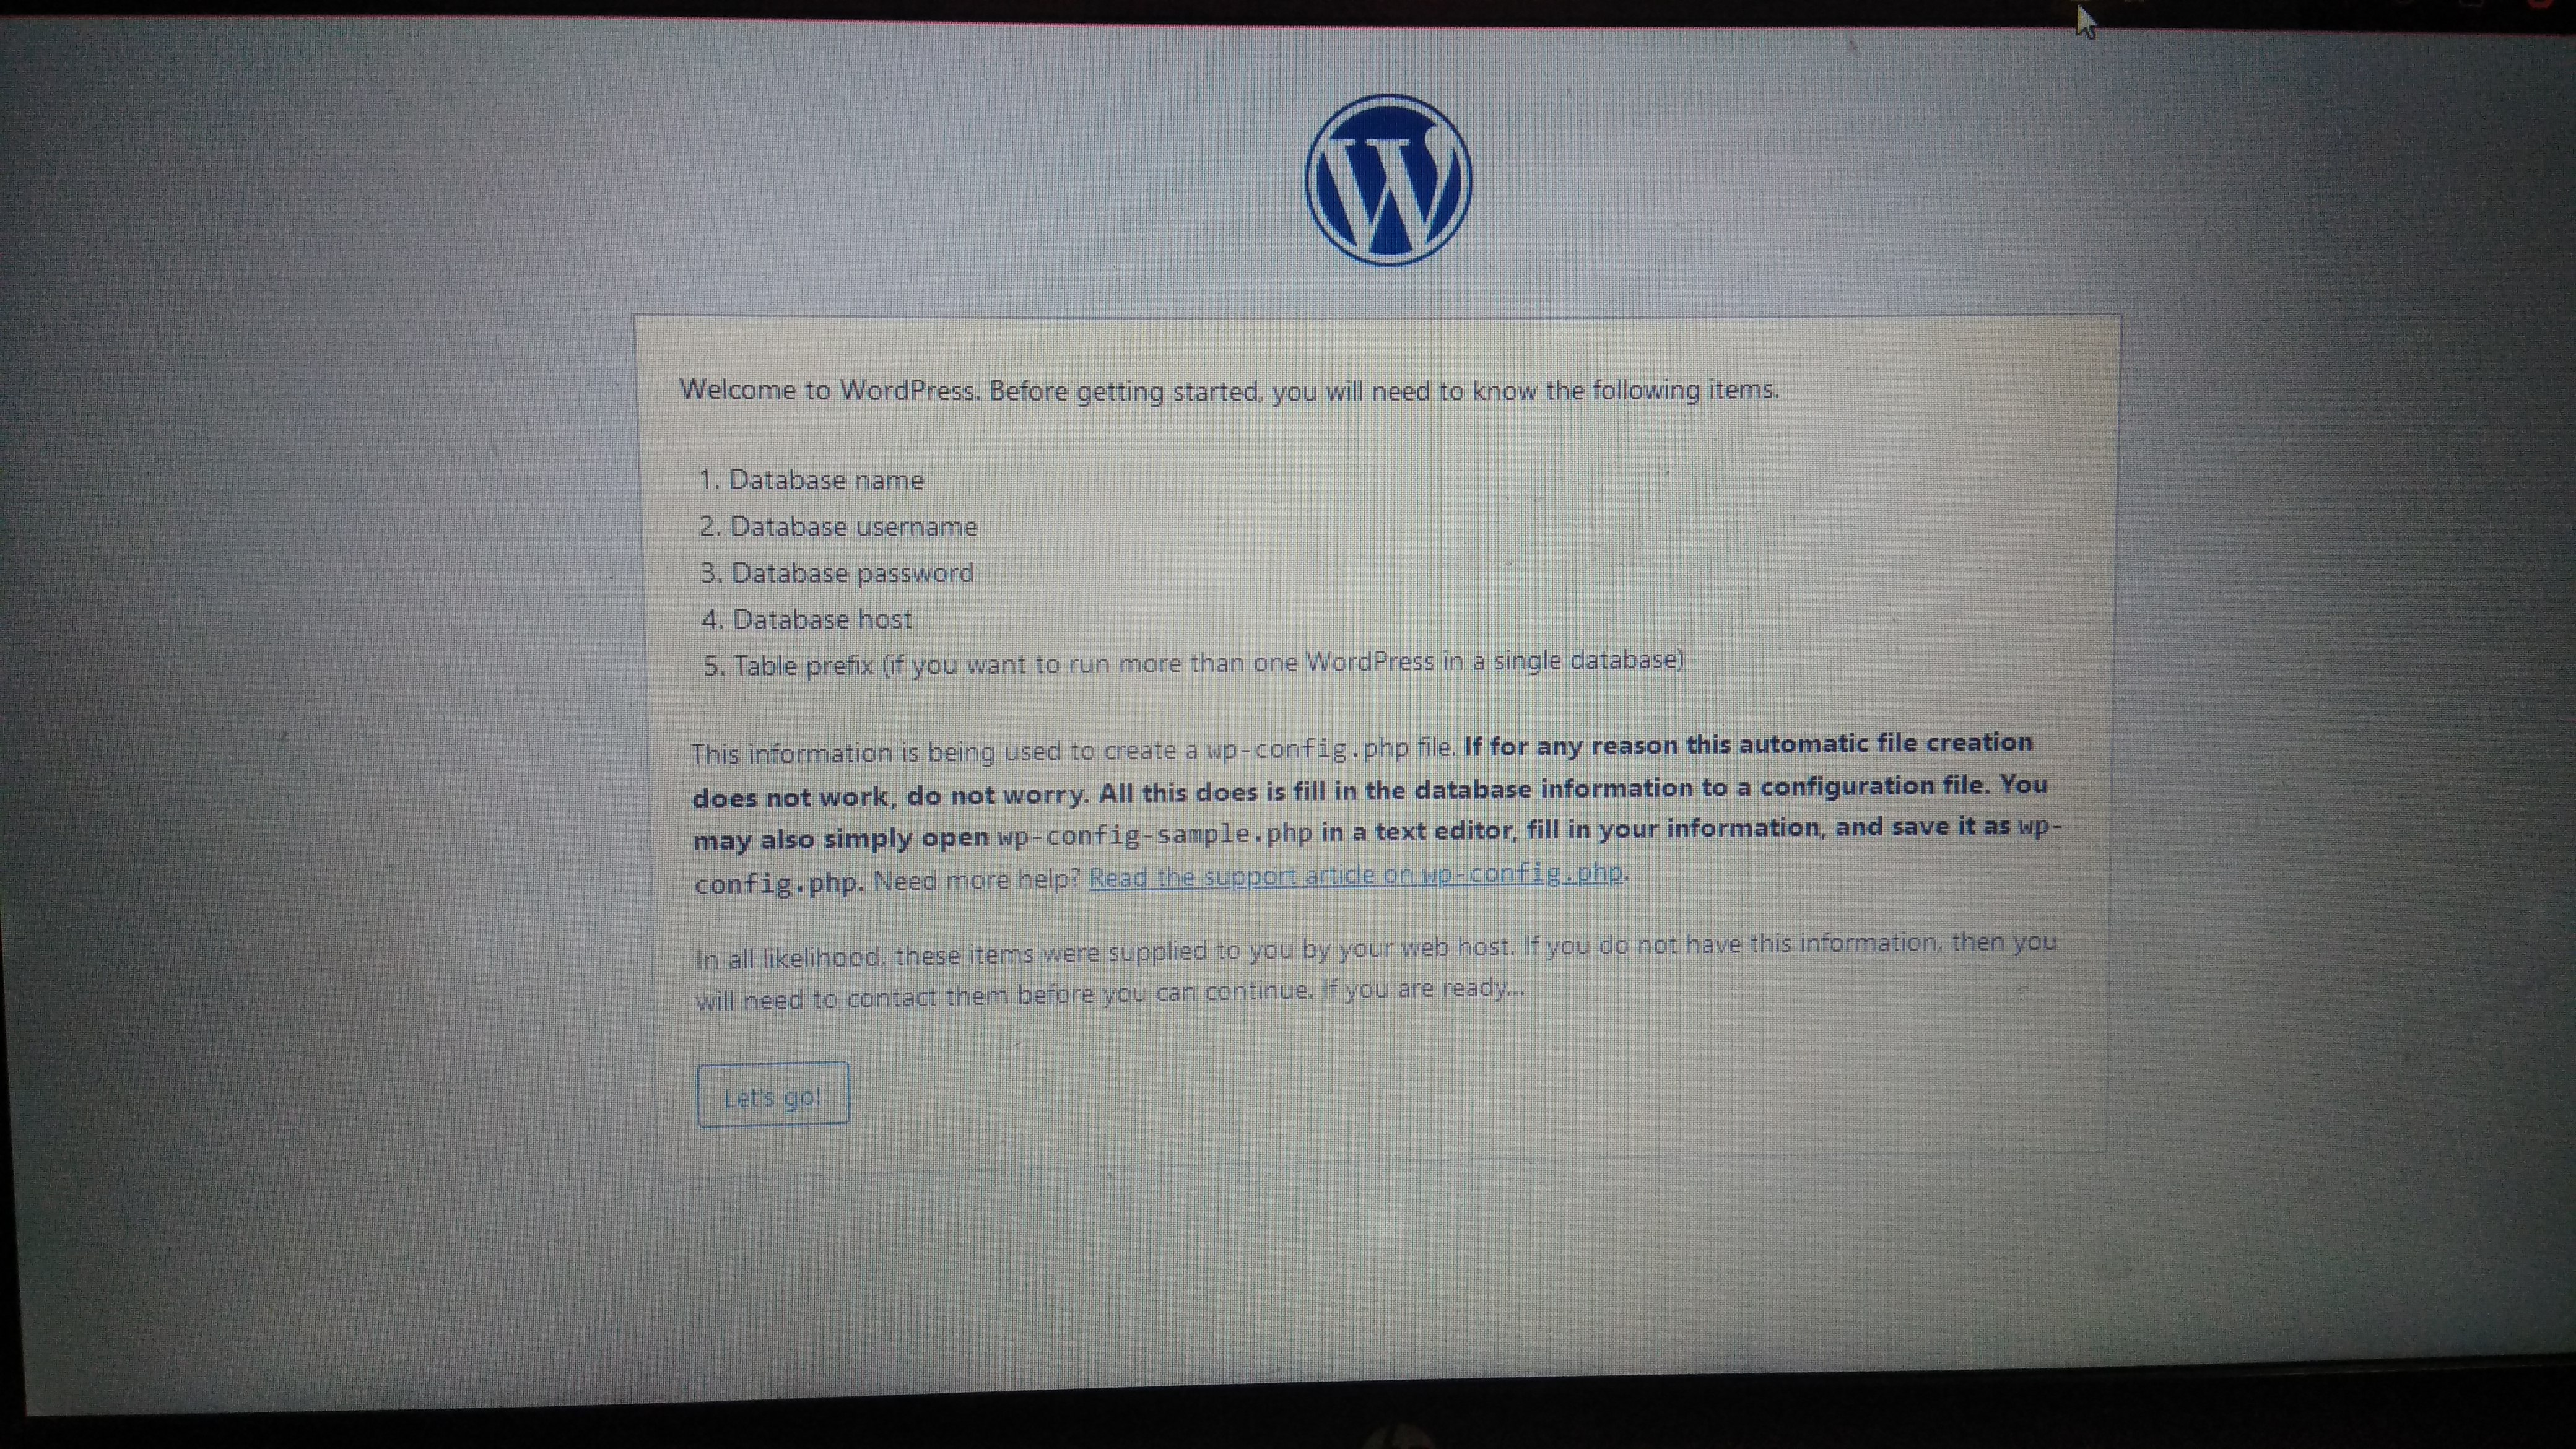 Welcome to WordPress. Before getting started, you will need to know the following items.
1. Database name
2. Database username
3. Database password
4. Database host
5. Table prefix (if you want to run more than one WordPress in a single database)
This information is being used to create a wp-config.php file. If for any reason this automatic file creation
does not work, do not worry. All this does is fill in the database information to a configuration file. You
may also simply open wp-config-sample.php in a text editor, fill in your information, and save it as wp-
config.php. Need more help? Read the support article on wp-config.php.
In all likelihood, these items were supplied to you by your web host. If you do not have this information, then you
will need to contact them before you can continue. If you are ready...
Let's go!